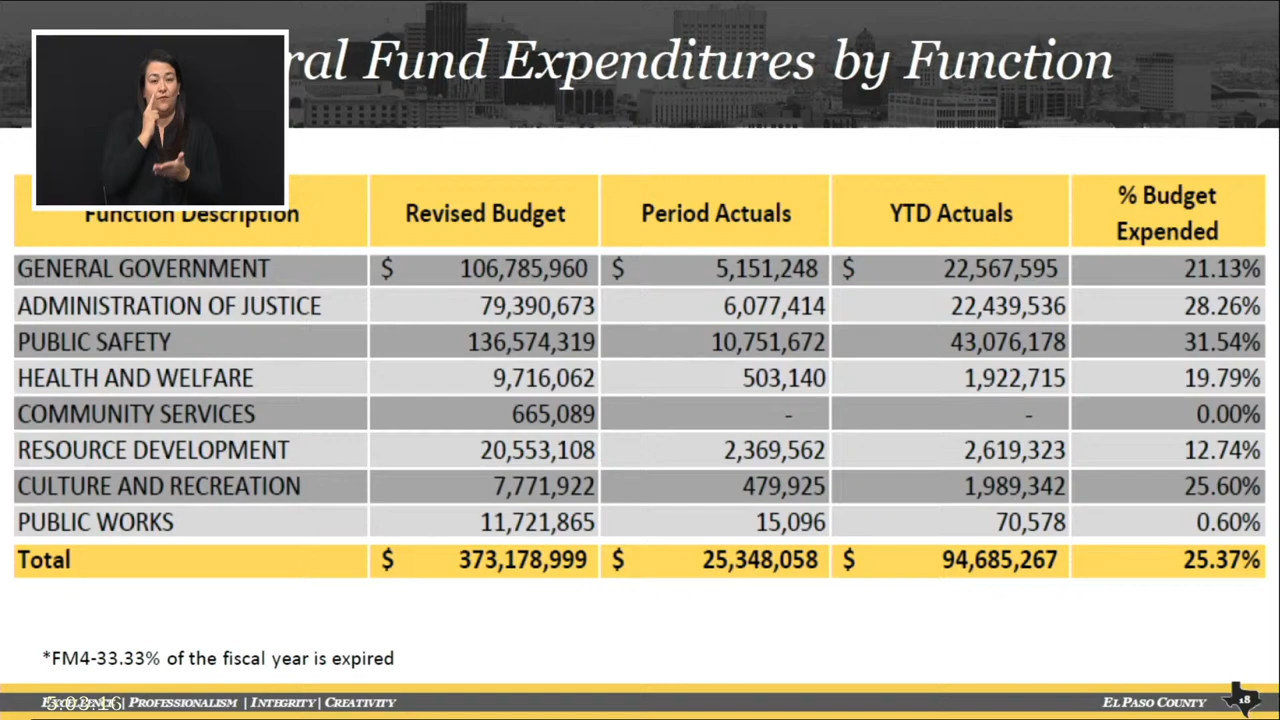 ral Fund Expenditures by Function
Function Description Revised Budget Period Actuals YTD Actuals % Budget Expended
GENERAL GOVERNMENT $ 106,785,960 $ 5,151,248 $ 22,567,595 21.13%
ADMINISTRATION OF JUSTICE 79,390,673 6,077,414 22,439,536 28.26%
PUBLIC SAFETY 136,574,319 10,751,672 43,076,178 31.54%
HEALTH AND WELFARE 9,716,062 503,140 1,922,715 19.79%
COMMUNITY SERVICES 665,089 - - 0.00%
RESOURCE DEVELOPMENT 20,553,108 2,369,562 2,619,323 12.74%
CULTURE AND RECREATION 7,771,922 479,925 1,989,342 25.60%
PUBLIC WORKS 11,721,865 15,096 70,578 0.60%
Total $ 373,178,999 $ 25,348,058 $ 94,685,267 25.37%
*FM4-33.33% of the fiscal year is expired
5:03:16
| PROFESSIONALISM | INTEGRITY | CREATIVITY EL PASO COUNTY 18